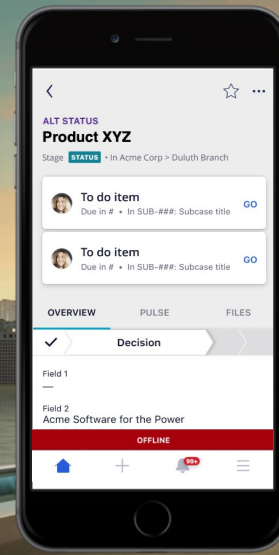 ALT STATUS
Product XYZ
Stage STATUS • In Acme Corp > Duluth Branch
To do item
Due in # • In SUB-###: Subcase title
GO
To do item
Due in # • In SUB-###: Subcase title
GO
OVERVIEW PULSE FILES
Decision
Field 1
—
Field 2
Acme Software for the Power
OFFLINE
99+